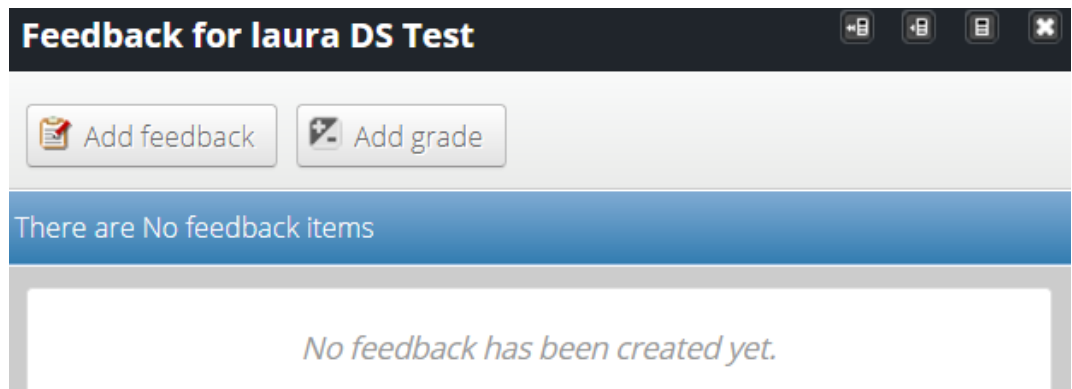 Feedback for laura DS Test
Add feedback Add grade
There are No feedback items
No feedback has been created yet.